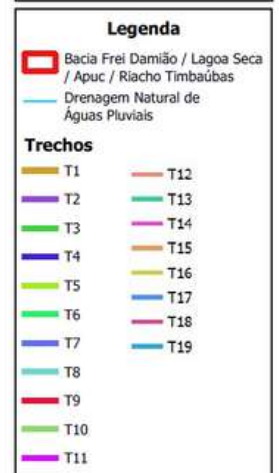 Legenda
Bacia Frei Damião / Lagoa Seca
/ Apuc / Riacho Timbaúbas
Drenagem Natural de
Águas Pluviais
Trechos
T1
T2
T3
T4
T5
T6
T7
T8
T9
T10
T11
T12
T13
T14
T15
T16
T17
T18
T19